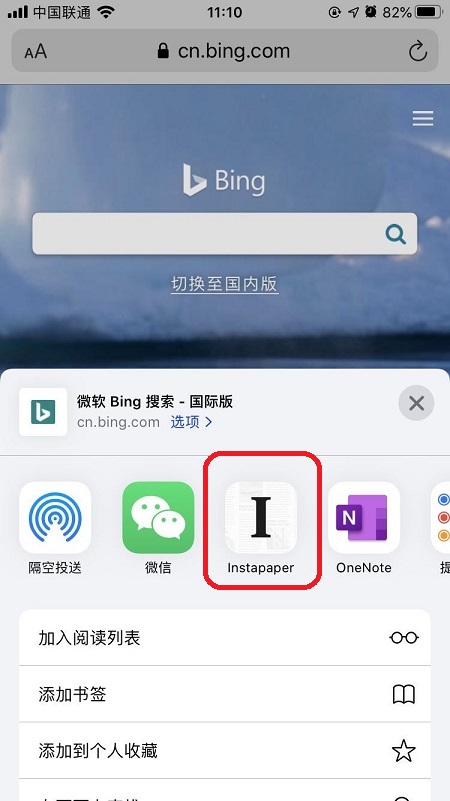 中国联通
11:10
82%
AA
cn.bing.com
Bing
切换至国内版
微软 Bing 搜索 - 国际版
cn.bing.com 选项
隔空投送
微信
I
Instapaper
N
OneNote
加入阅读列表
添加书签
添加到个人收藏